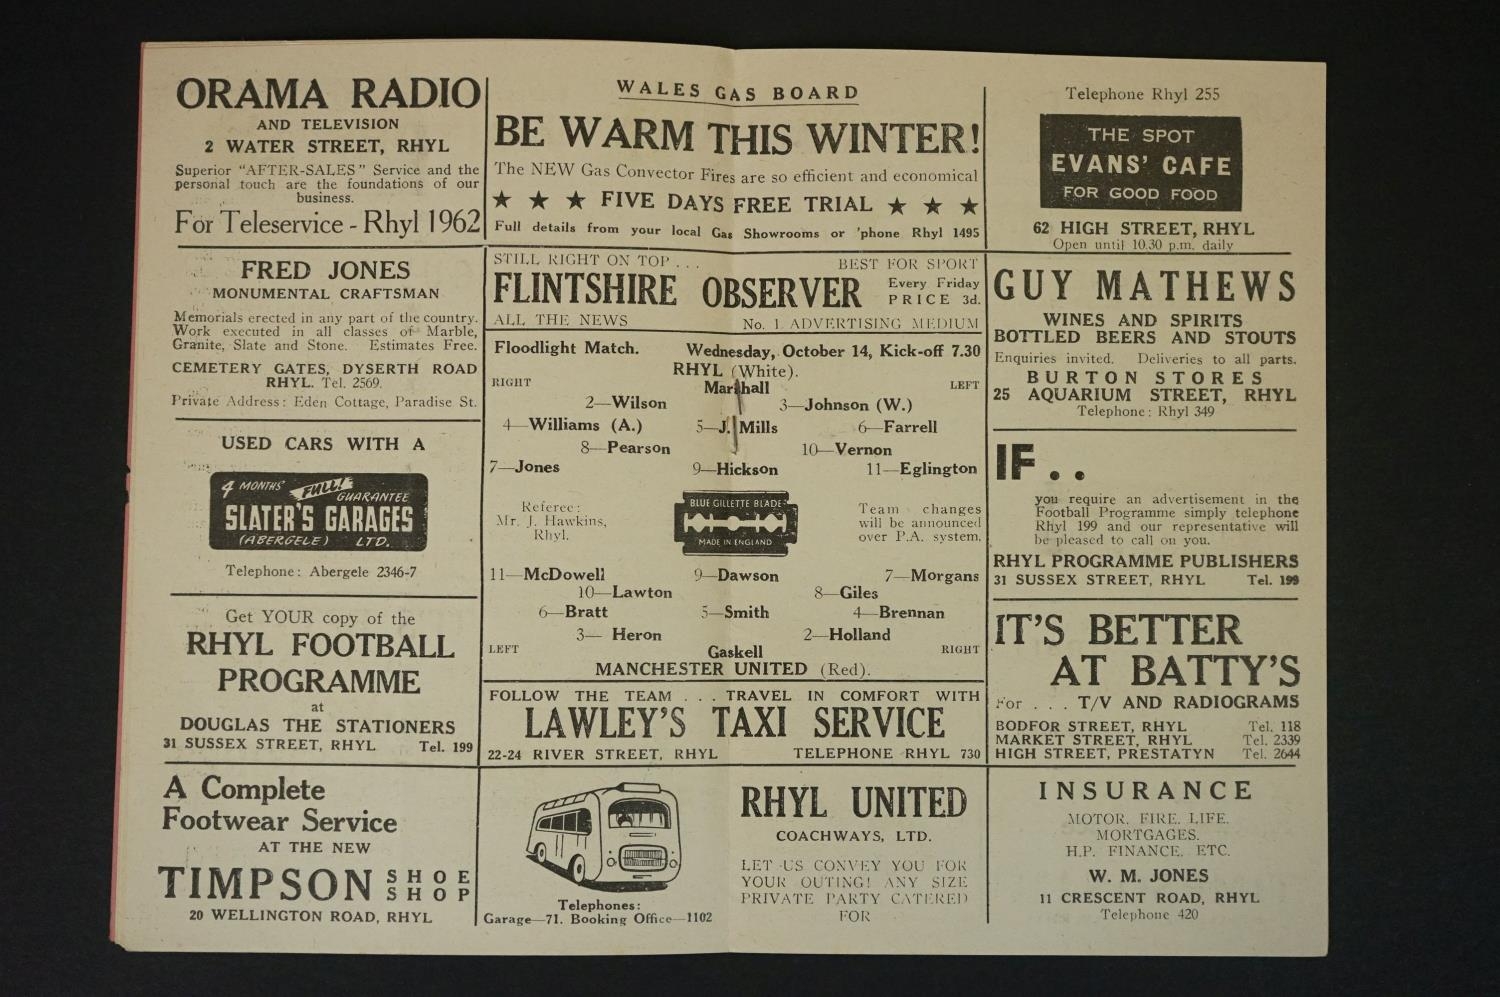 ORAMA RADIO
AND TELEVISION
2 WATER STREET, RHYL
Superior "AFTER-SALES" Service and the
personal touch are the foundations of our
business.
For Teleservice - Rhyl 1962
FRED JONES
MONUMENTAL CRAFTSMAN
Memorials erected in any part of the country.
Work executed in all classes of Marble,
Granite, Slate and Stone. Estimates Free.
CEMETERY GATES, DYSERTH ROAD
RHYL. Tel. 2569.
Private Address: Eden Cottage, Paradise St.
USED CARS WITH A
4 MONTHS' FULL! GUARANTEE
SLATER'S GARAGES
(ABERGELE) LTD.
Telephone: Abergele 2346-7
Get YOUR copy of the
RHYL FOOTBALL
PROGRAMME
at
DOUGLAS THE STATIONERS
31 SUSSEX STREET, RHYL Tel. 199
A Complete
Footwear Service
AT THE NEW
TIMPSON SHOE SHOP
20 WELLINGTON ROAD, RHYL
WALES GAS BOARD
BE WARM THIS WINTER!
The NEW Gas Convector Fires are so efficient and economical
★ ★ ★ FIVE DAYS FREE TRIAL ★ ★ ★
Full details from your local Gas Showrooms or 'phone Rhyl 1495
STILL RIGHT ON TOP . . . BEST FOR SPORT
FLINTSHIRE OBSERVER Every Friday
PRICE 3d.
ALL THE NEWS No. 1. ADVERTISING MEDIUM
Floodlight Match. Wednesday, October 14, Kick-off 7.30
RHYL (White).
RIGHT Marshall LEFT
2—Wilson 3—Johnson (W.)
4—Williams (A.) 5—J. Mills 6—Farrell
8—Pearson 10—Vernon
7—Jones 9—Hickson 11—Eglington
Referee:
Mr. J. Hawkins,
Rhyl.
BLUE GILLETTE BLADE
MADE IN ENGLAND
Team changes
will be announced
over P.A. system.
11—McDowell 9—Dawson 7—Morgans
10—Lawton 8—Giles
6—Bratt 5—Smith 4—Brennan
3— Heron 2—Holland
LEFT Gaskell RIGHT
MANCHESTER UNITED (Red).
FOLLOW THE TEAM . . . TRAVEL IN COMFORT WITH
LAWLEY'S TAXI SERVICE
22-24 RIVER STREET, RHYL TELEPHONE RHYL 730
Telephones:
Garage—71. Booking Office—1102
RHYL UNITED
COACHWAYS, LTD.
LET US CONVEY YOU FOR
YOUR OUTING! ANY SIZE
PRIVATE PARTY CATERED
FOR
Telephone Rhyl 255
THE SPOT
EVANS' CAFE
FOR GOOD FOOD
62 HIGH STREET, RHYL
Open until 10.30 p.m. daily
GUY MATHEWS
WINES AND SPIRITS
BOTTLED BEERS AND STOUTS
Enquiries invited. Deliveries to all parts.
BURTON STORES
25 AQUARIUM STREET, RHYL
Telephone: Rhyl 349
IF . .
you require an advertisement in the
Football Programme simply telephone
Rhyl 199 and our representative will
be pleased to call on you.
RHYL PROGRAMME PUBLISHERS
31 SUSSEX STREET, RHYL Tel. 199
IT'S BETTER
AT BATTY'S
For . . . T/V AND RADIOGRAMS
BODFOR STREET, RHYL Tel. 118
MARKET STREET, RHYL Tel. 2339
HIGH STREET, PRESTATYN Tel. 2644
INSURANCE
MOTOR. FIRE. LIFE.
MORTGAGES.
H.P. FINANCE. ETC.
W. M. JONES
11 CRESCENT ROAD, RHYL
Telephone 420